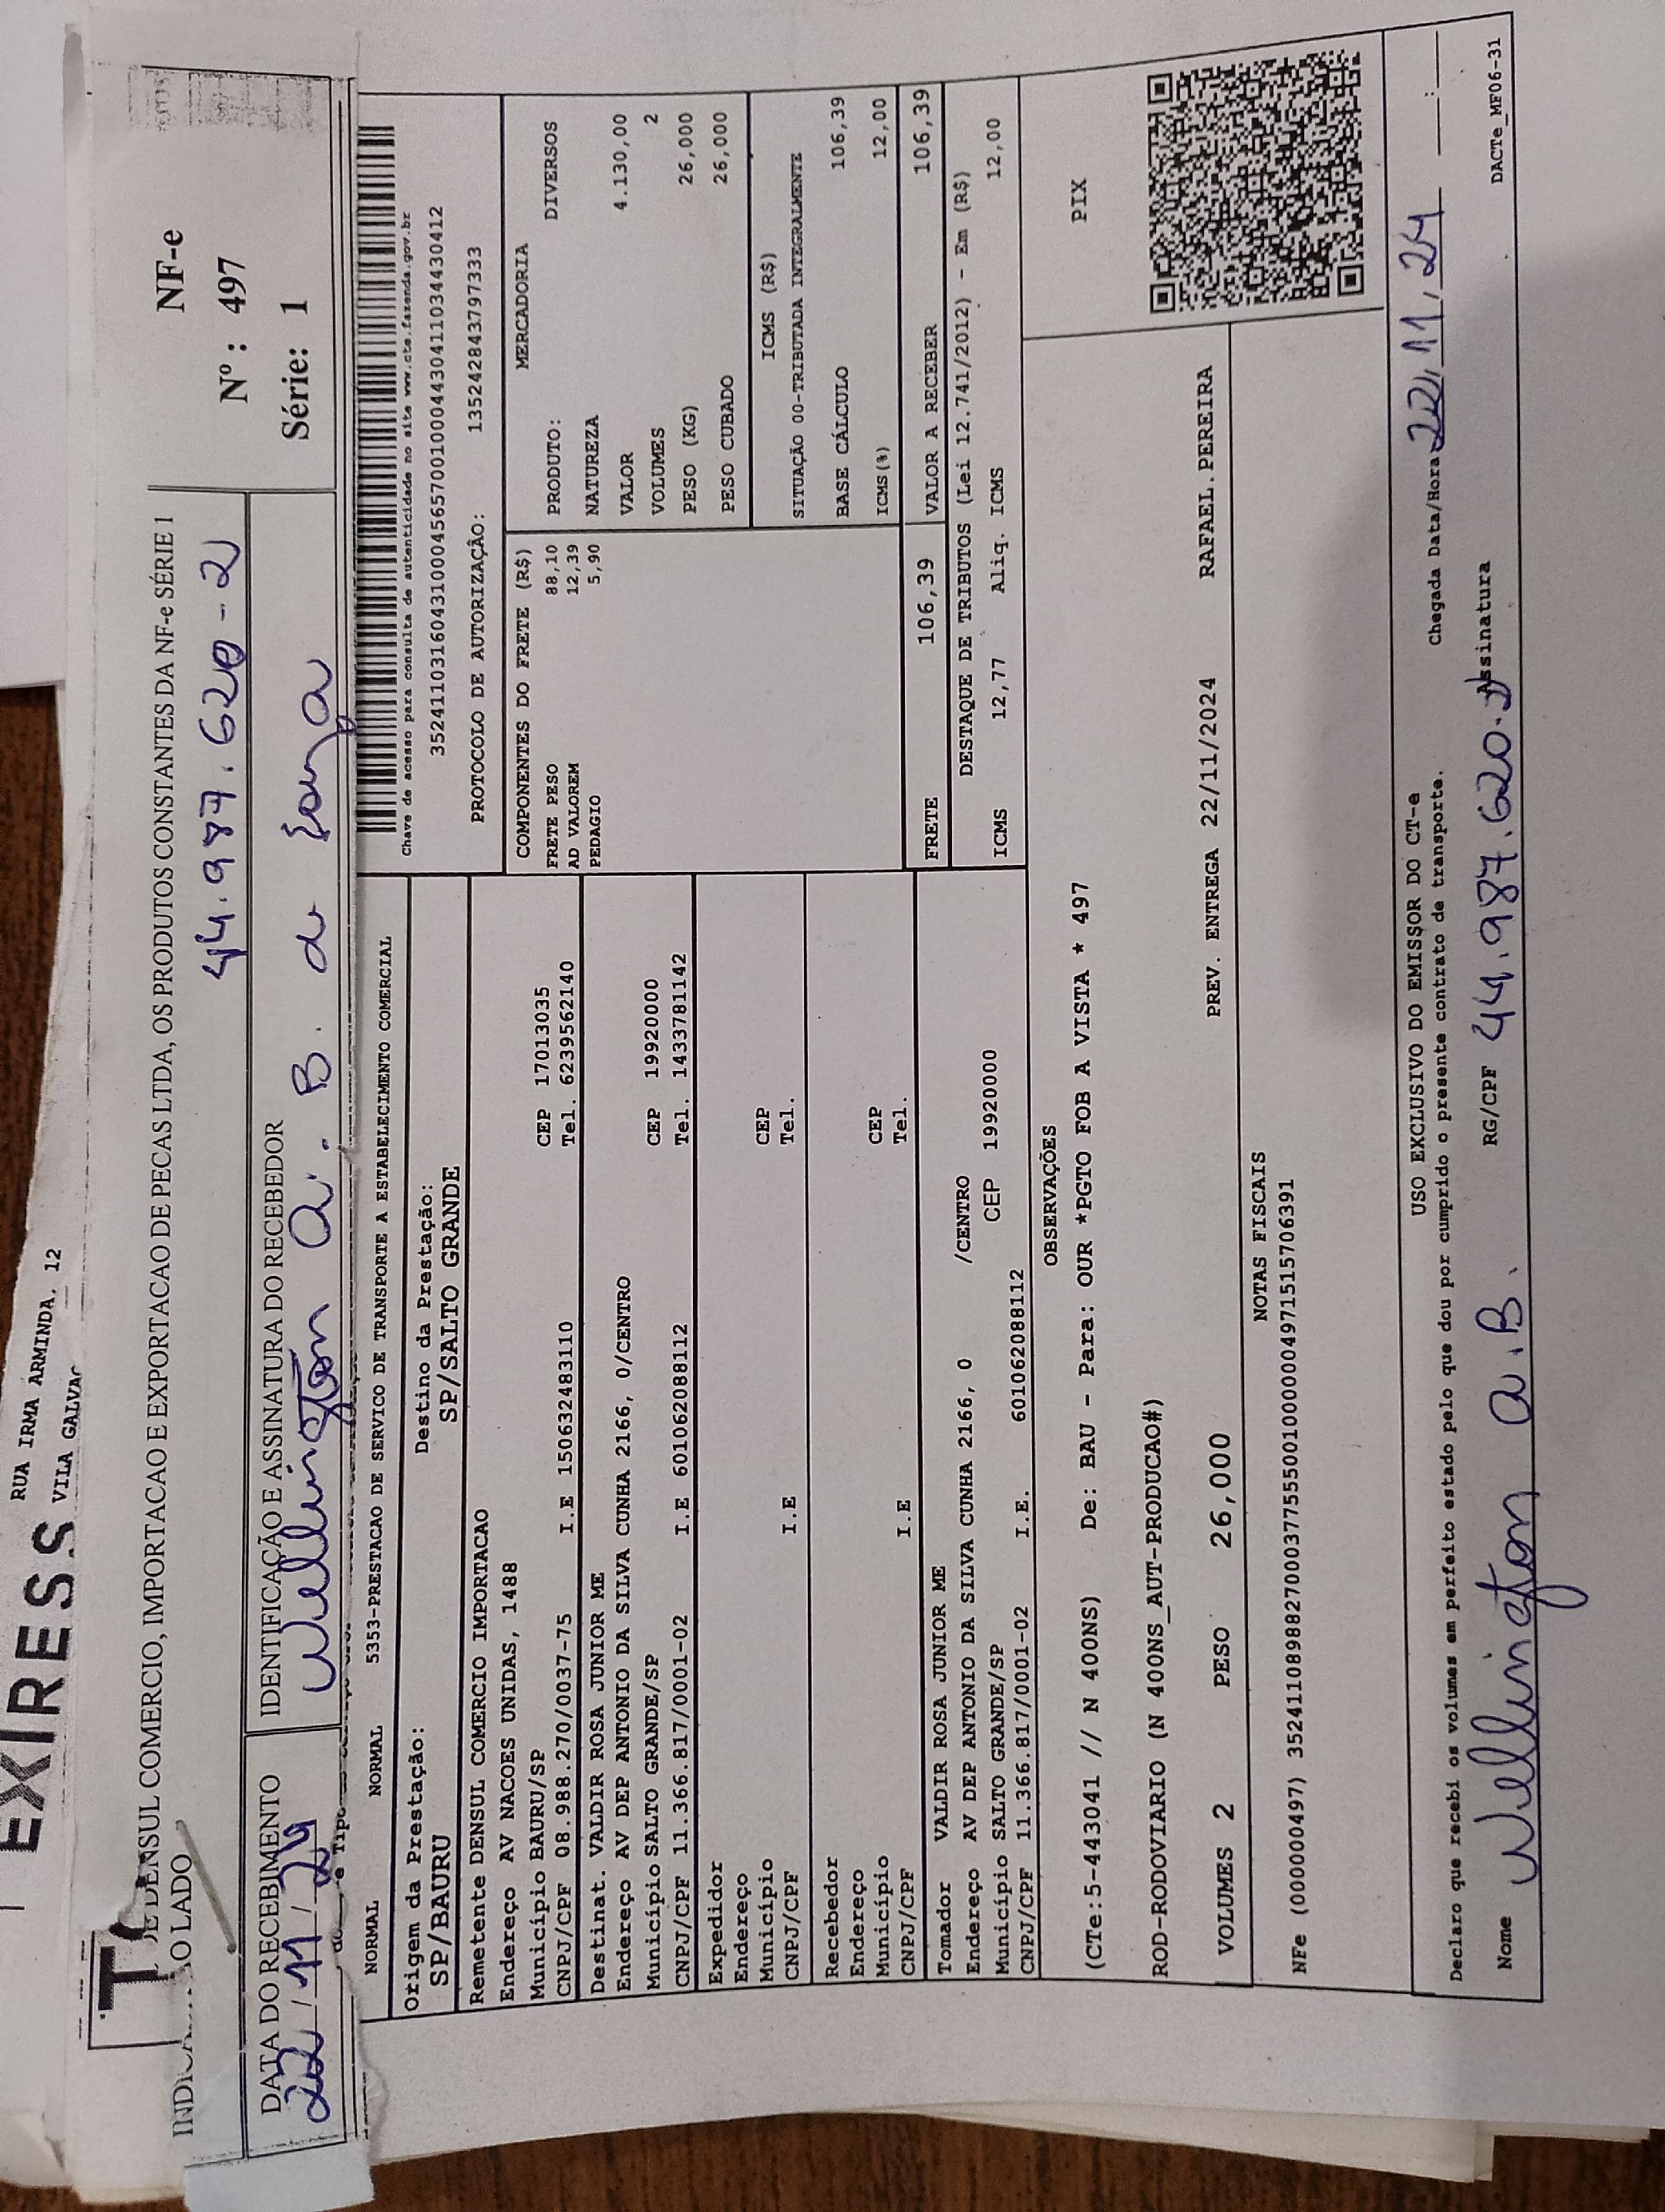 EXPRESS
RUA IRMA ARMINDA, 12
VILA GALVAO
DENSUL COMERCIO, IMPORTACAO E EXPORTACAO DE PECAS LTDA, OS PRODUTOS CONSTANTES DA NF-e SÉRIE 1
AO LADO
44.987.620-2
NF-e
Nº: 497
Série: 1
DATA DO RECEBIMENTO
22/11/24
IDENTIFICAÇÃO E ASSINATURA DO RECEBEDOR
Wellington A. B. de Souza
NORMAL NORMAL 5353-PRESTACAO DE SERVICO DE TRANSPORTE A ESTABELECIMENTO COMERCIAL
Origem da Prestação:
SP/BAURU
Destino da Prestação:
SP/SALTO GRANDE
Chave de acesso para consulta de autenticidade no site www.cte.fazenda.gov.br
35241103160431000456570010004430411034430412
PROTOCOLO DE AUTORIZAÇÃO: 135242843797333
Remetente DENSUL COMERCIO IMPORTACAO
Endereço AV NACOES UNIDAS, 1488
Município BAURU/SP CEP 17013035
CNPJ/CPF 08.988.270/0037-75 I.E 150632483110 Tel. 6239562140
Destinat. VALDIR ROSA JUNIOR ME
Endereço AV DEP ANTONIO DA SILVA CUNHA 2166, 0/CENTRO
Município SALTO GRANDE/SP CEP 19920000
CNPJ/CPF 11.366.817/0001-02 I.E 601062088112 Tel. 1433781142
Expedidor
Endereço
Município CEP
CNPJ/CPF I.E Tel.
Recebedor
Endereço
Município CEP
CNPJ/CPF I.E Tel.
Tomador VALDIR ROSA JUNIOR ME
Endereço AV DEP ANTONIO DA SILVA CUNHA 2166, 0 /CENTRO
Município SALTO GRANDE/SP CEP 19920000
CNPJ/CPF 11.366.817/0001-02 I.E. 601062088112
COMPONENTES DO FRETE (R$)
FRETE PESO 88,10
AD VALOREM 12,39
PEDAGIO 5,90
MERCADORIA
PRODUTO: DIVERSOS
NATUREZA
VALOR 4.130,00
VOLUMES 2
PESO (KG) 26,000
PESO CUBADO 26,000
ICMS (R$)
SITUAÇÃO 00-TRIBUTADA INTEGRALMENTE
BASE CÁLCULO 106,39
ICMS(%) 12,00
FRETE 106,39 VALOR A RECEBER 106,39
DESTAQUE DE TRIBUTOS (Lei 12.741/2012) - Em (R$)
ICMS 12,77 Aliq. ICMS 12,00
OBSERVAÇÕES
(CTe:5-443041 // N 400NS) De: BAU - Para: OUR *PGTO FOB A VISTA * 497
PIX
ROD-RODOVIARIO (N 400NS_AUT-PRODUCAO#)
VOLUMES 2 PESO 26,000 PREV. ENTREGA 22/11/2024 RAFAEL.PEREIRA
NOTAS FISCAIS
NFe (000000497) 35241108988270003775550010000004971515706391
USO EXCLUSIVO DO EMISSOR DO CT-e
Declaro que recebi os volumes em perfeito estado pelo que dou por cumprido o presente contrato de transporte.
Chegada Data/Hora 22/11/24 __:__
Nome Wellington A.B. RG/CPF 44.987.620.2 Assinatura
DACTe_MF06-31